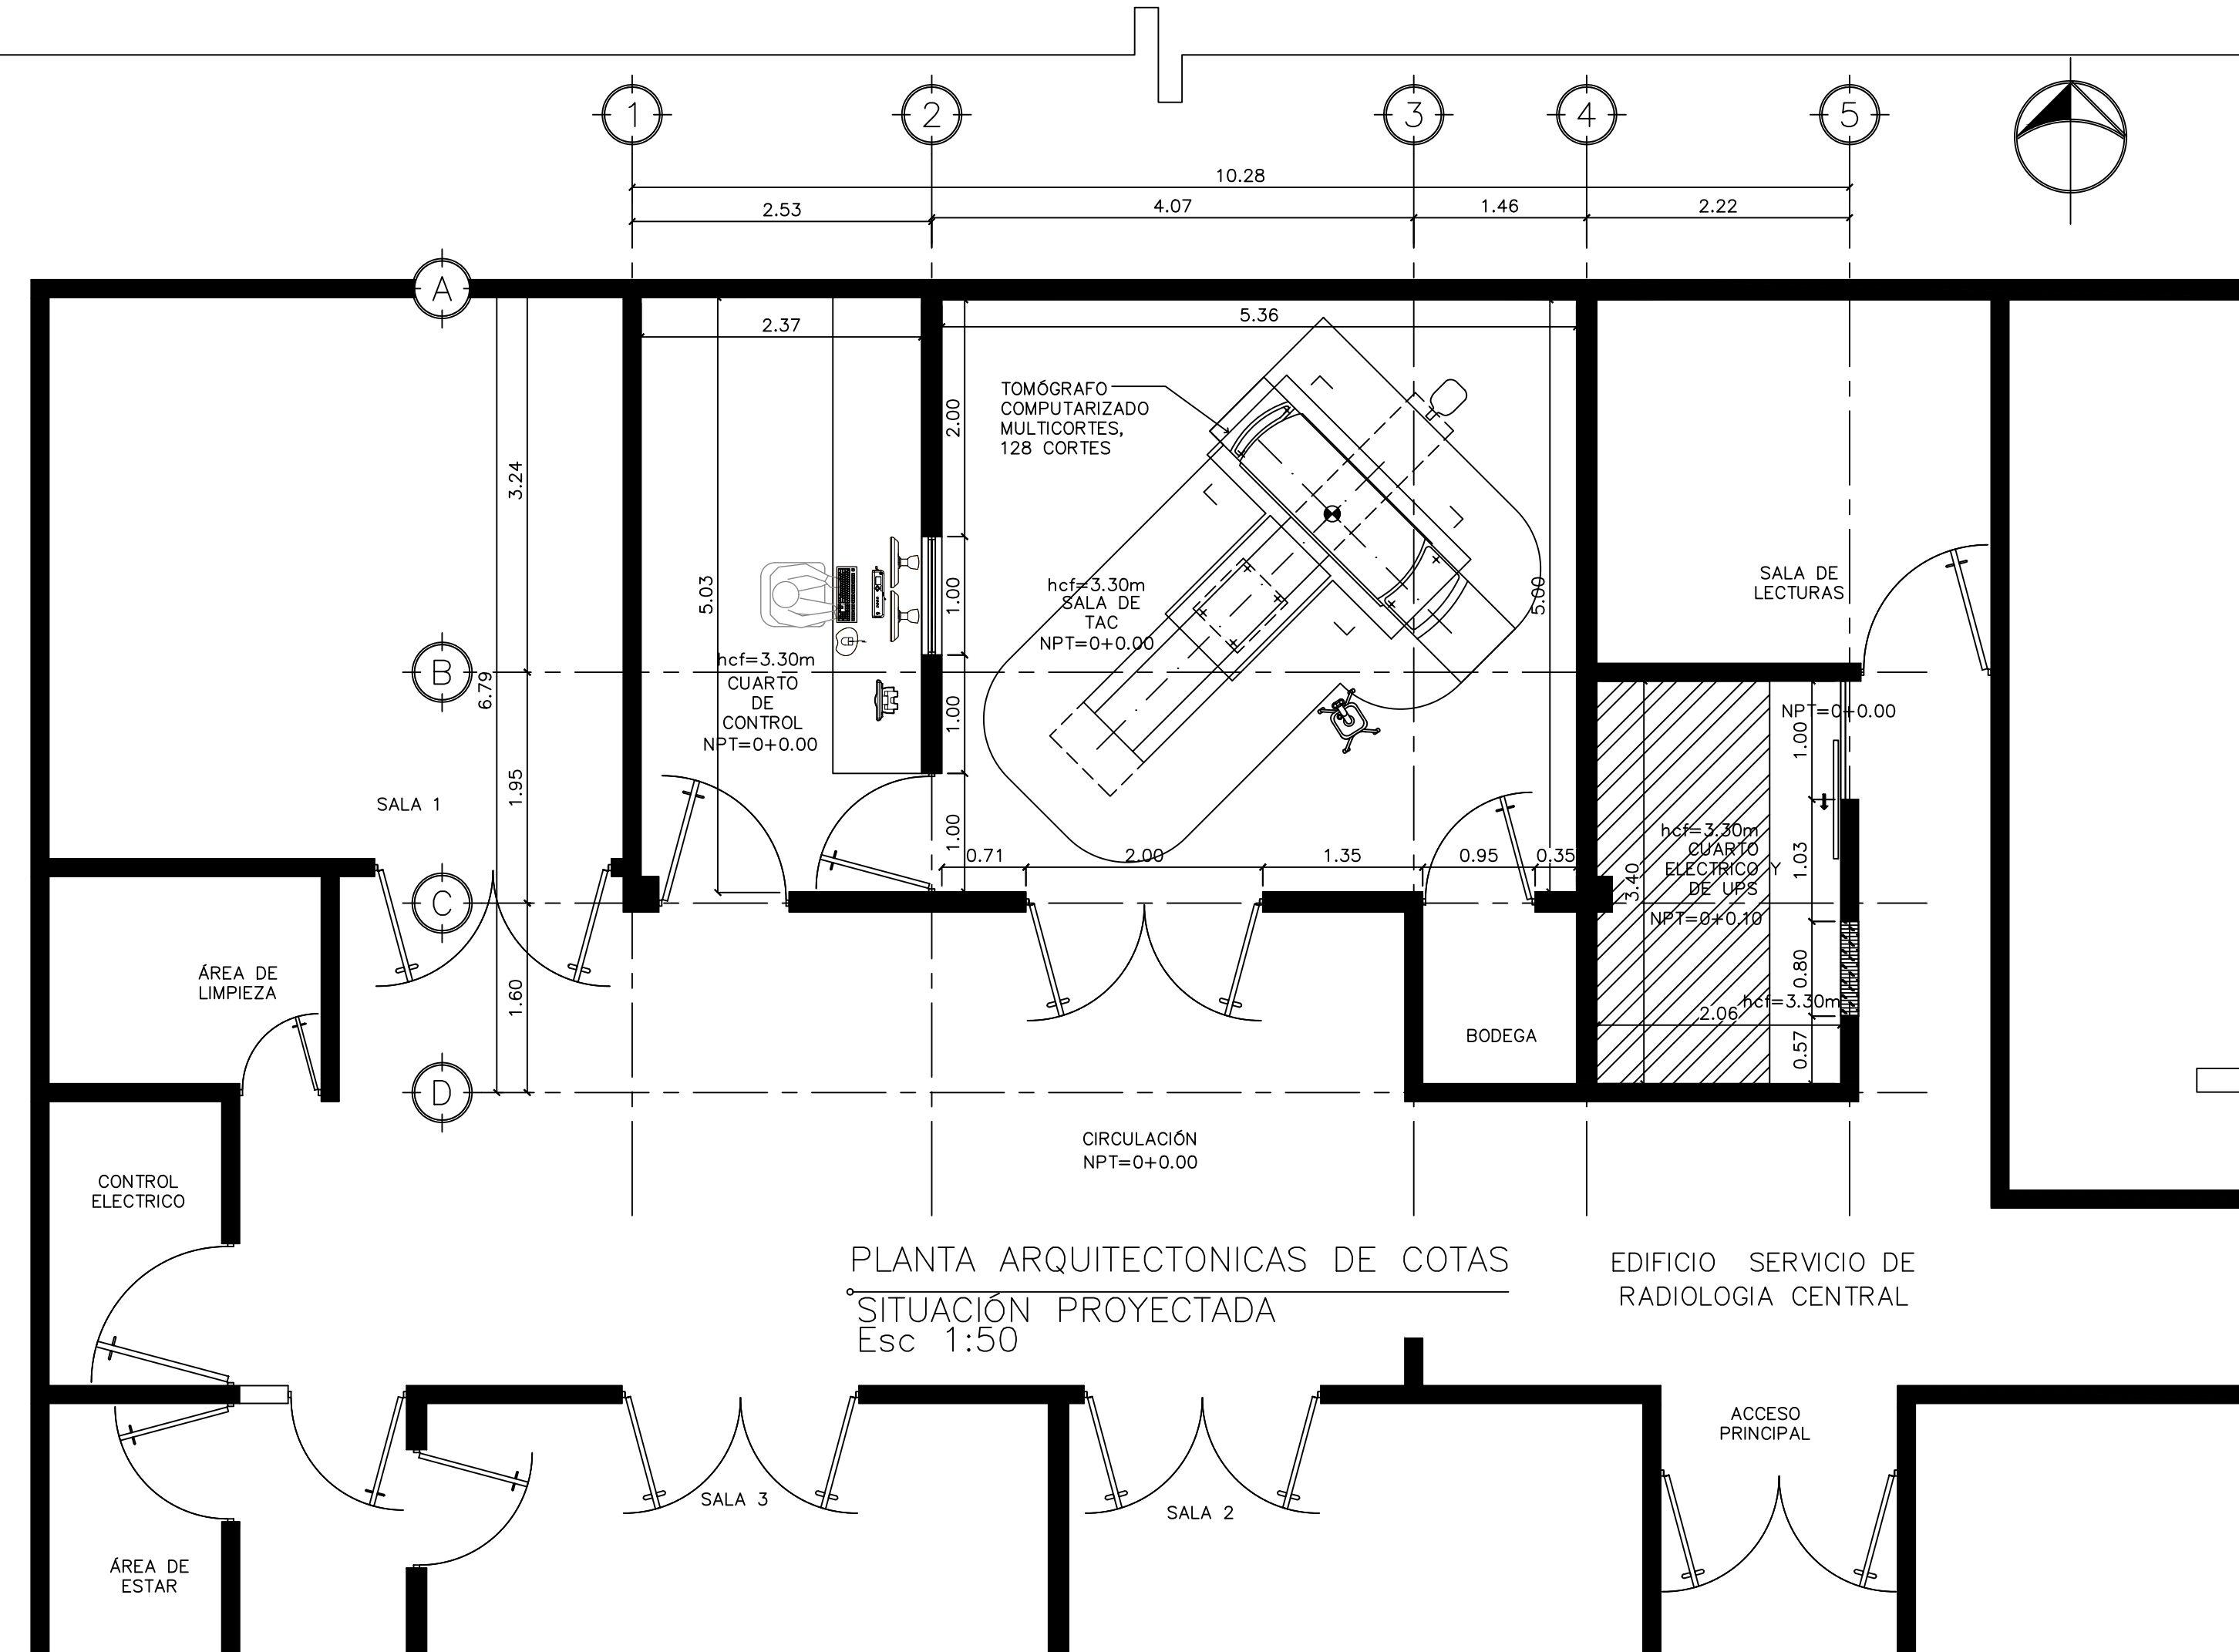 1
2
3
4
5
10.28
2.53
4.07
1.46
2.22
A
2.37
5.36
TOMÓGRAFO
COMPUTARIZADO
MULTICORTES,
128 CORTES
2.00
3.24
5.03
1.00
5.00
hcf=3.30m
SALA DE
TAC
NPT=0+0.00
SALA DE
LECTURAS
B
6.79
hcf=3.30m
CUARTO
DE
CONTROL
NPT=0+0.00
1.00
NPT=0+0.00
1.00
1.95
SALA 1
1.00
0.71
2.00
1.35
0.95
0.35
hcf=3.30m
CUARTO
ELECTRICO Y
DE UPS
NPT=0+0.10
3.40
1.03
C
ÁREA DE
LIMPIEZA
1.60
0.80
hcf=3.30m
2.06
BODEGA
0.57
D
CIRCULACIÓN
NPT=0+0.00
CONTROL
ELECTRICO
PLANTA ARQUITECTONICAS DE COTAS
SITUACIÓN PROYECTADA
Esc 1:50
EDIFICIO SERVICIO DE
RADIOLOGIA CENTRAL
ACCESO
PRINCIPAL
SALA 3
SALA 2
ÁREA DE
ESTAR